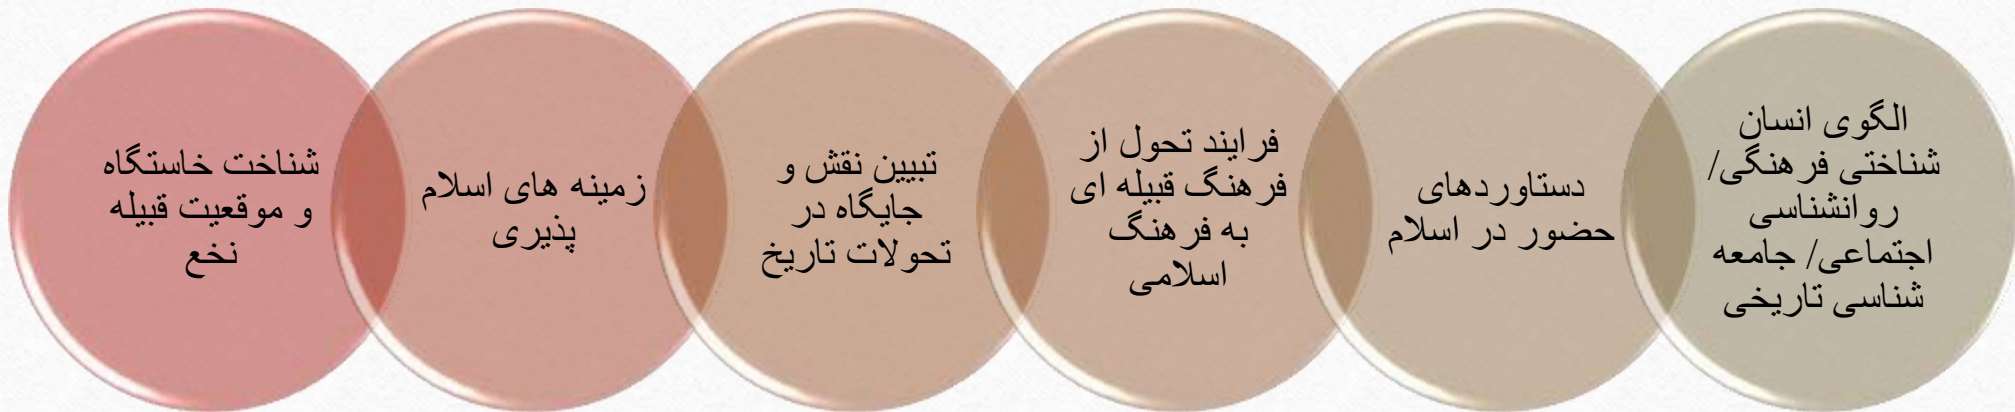 الگوی انسان
شناختی فرهنگی/
روانشناسی
اجتماعی/ جامعه
شناسی تاریخی
دستاوردهای
حضور در اسلام
فرایند تحول از
فرهنگ قبیله ای
به فرهنگ
اسلامی
تبیین نقش و
جایگاه در
تحولات تاریخ
زمینه های اسلام
پذیری
شناخت خاستگاه
و موقعیت قبیله
نخع